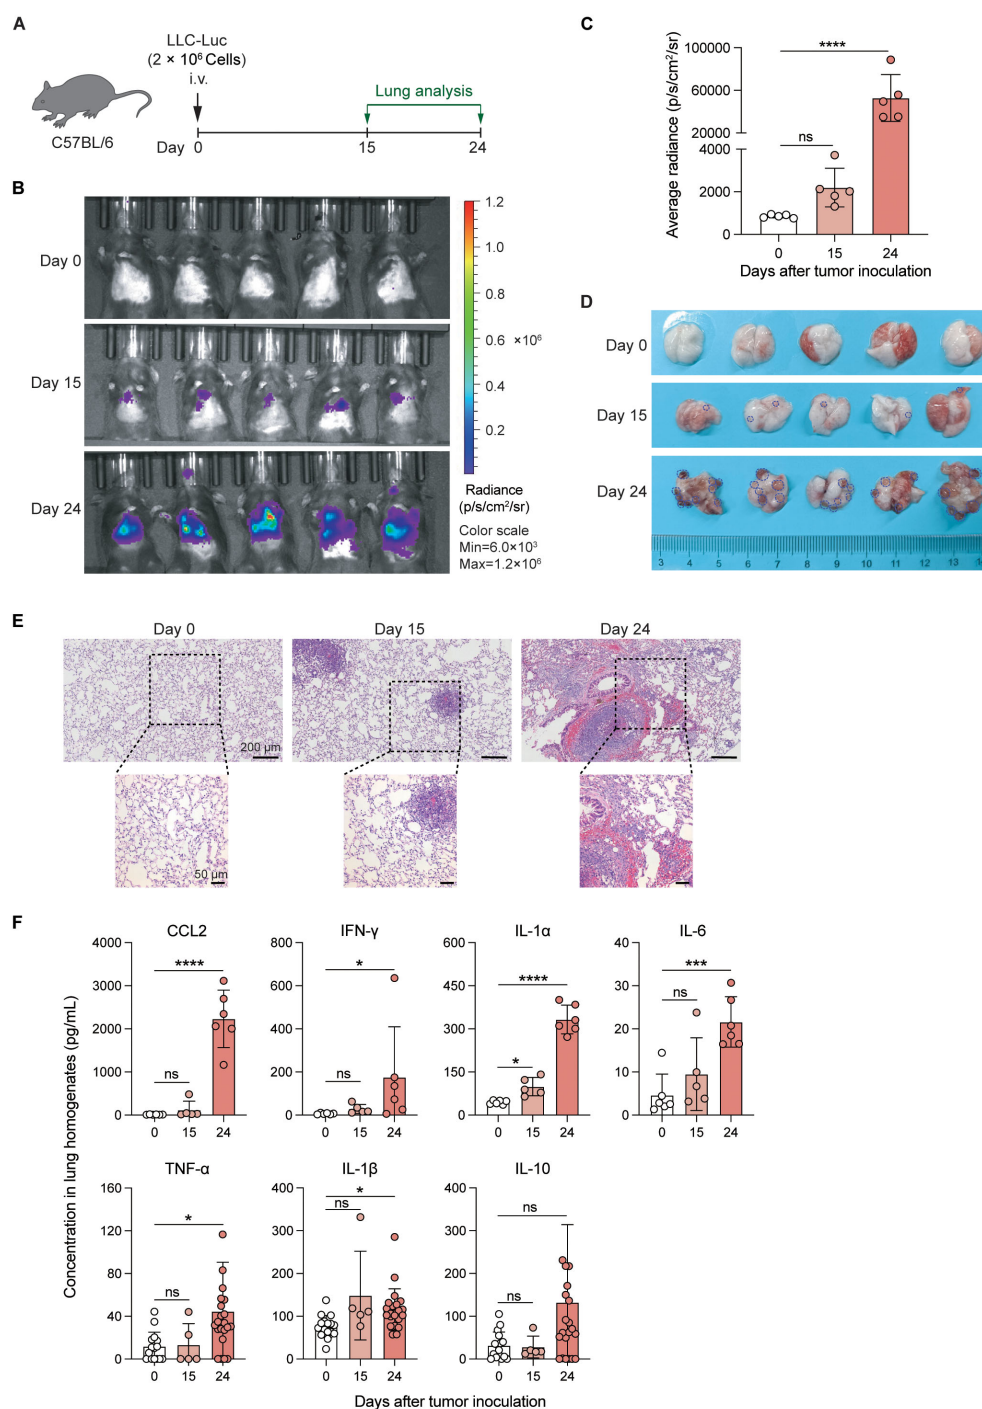 A
LLC-Luc
(2 × 10⁶ Cells)
i.v.
Lung analysis
C57BL/6
Day 0 15 24
B
Day 0
Day 15
Day 24
1.2
1.0
0.8
0.6
×10⁶
0.4
0.2
Radiance
(p/s/cm²/sr)
Color scale
Min=6.0×10³
Max=1.2×10⁶
C
Average radiance (p/s/cm²/sr)
100000
60000
20000
4000
2000
0
ns
****
0 15 24
Days after tumor inoculation
D
Day 0
Day 15
Day 24
3 4 5 6 7 8 9 10 11 12 13
E
Day 0 Day 15 Day 24
200 µm
50 µm
F
Concentration in lung homogenates (pg/mL)
CCL2
4000
3000
2000
1000
0
****
ns
0 15 24
IFN-γ
800
600
400
200
0
*
ns
0 15 24
IL-1α
600
450
300
150
0
****
*
0 15 24
IL-6
40
30
20
10
0
***
ns
0 15 24
TNF-α
160
120
80
40
0
*
ns
0 15 24
IL-1β
400
300
200
100
0
*
ns
0 15 24
IL-10
400
300
200
100
0
ns
ns
0 15 24
Days after tumor inoculation